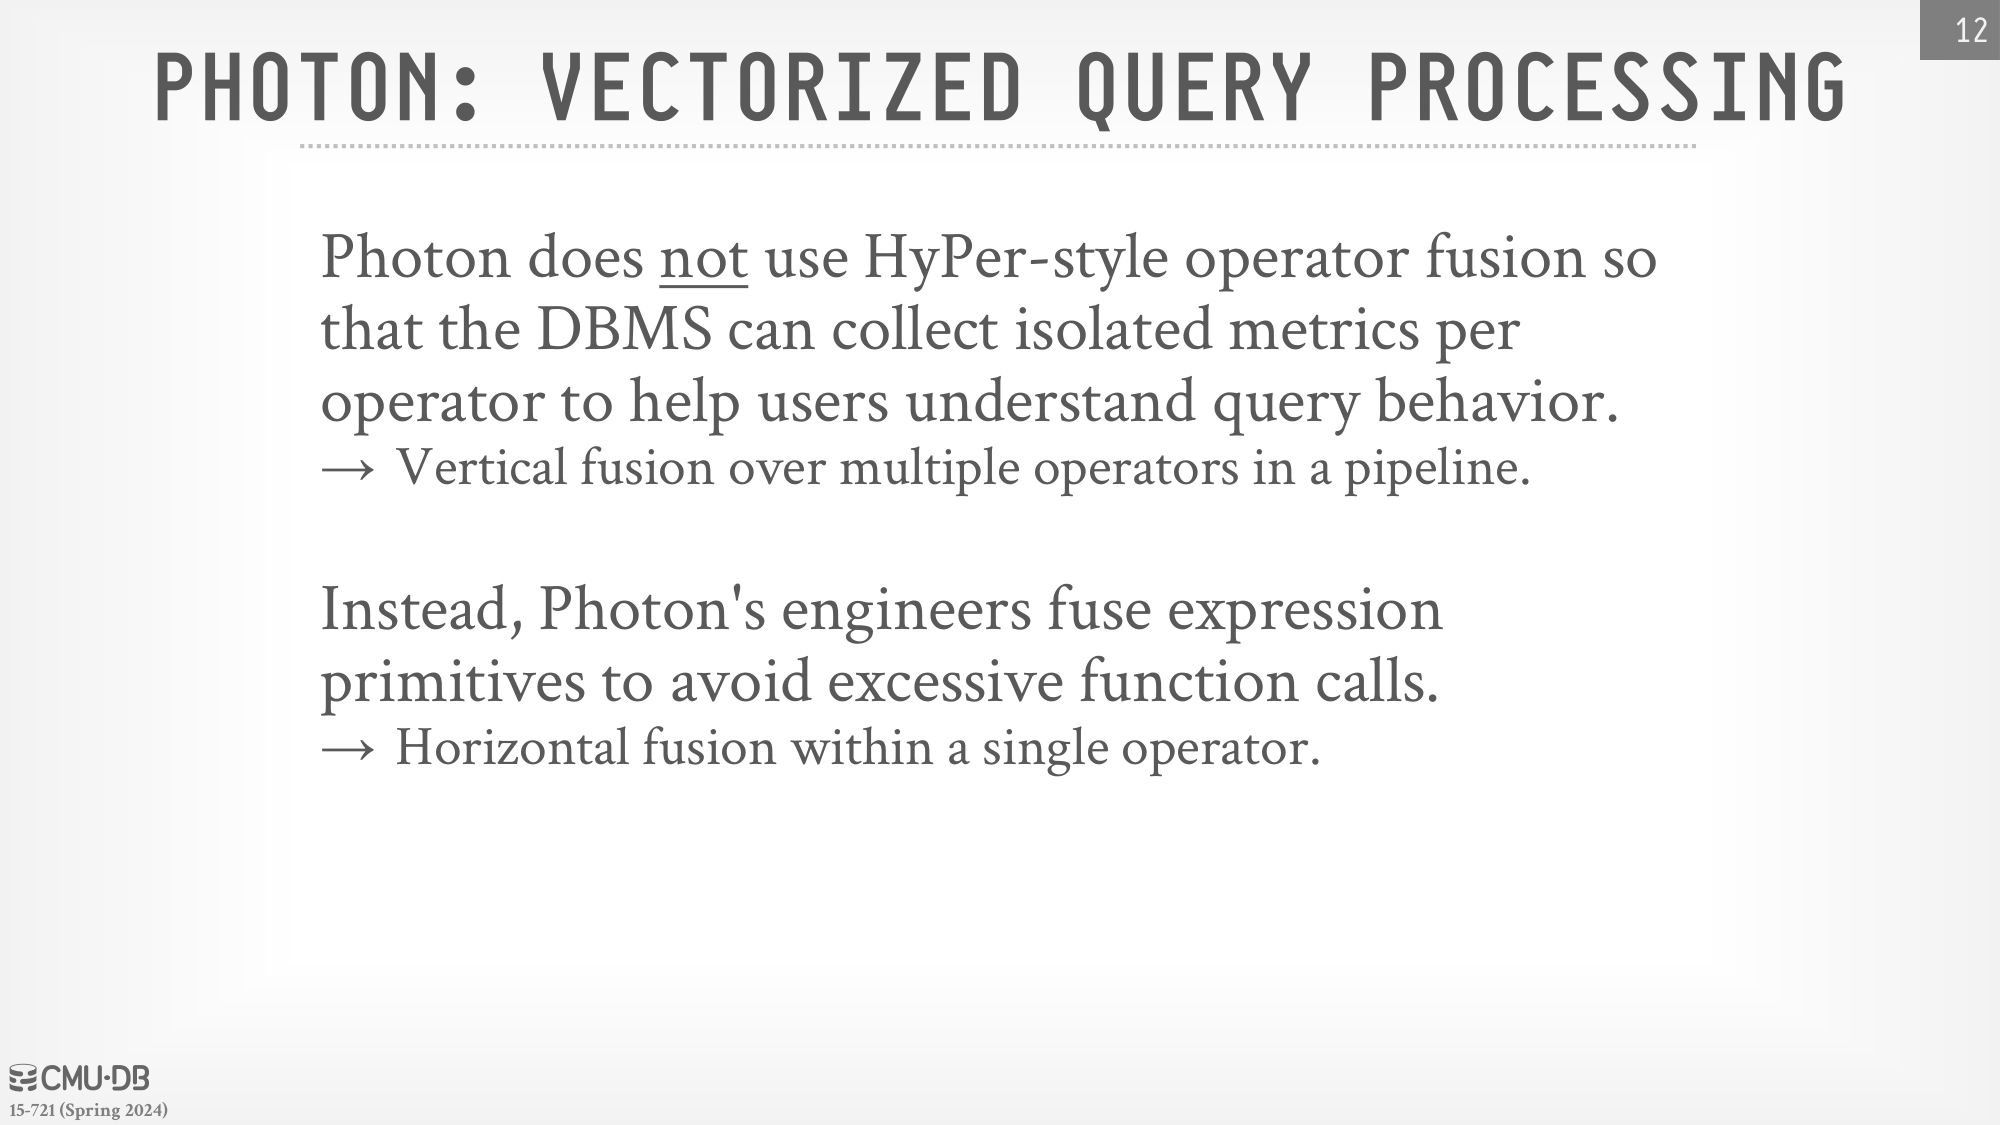 12
PHOTON: VECTORIZED QUERY PROCESSING
Photon does not use HyPer-style operator fusion so
that the DBMS can collect isolated metrics per
operator to help users understand query behavior.
→ Vertical fusion over multiple operators in a pipeline.
Instead, Photon's engineers fuse expression
primitives to avoid excessive function calls.
→ Horizontal fusion within a single operator.
CMU·DB
15-721 (Spring 2024)